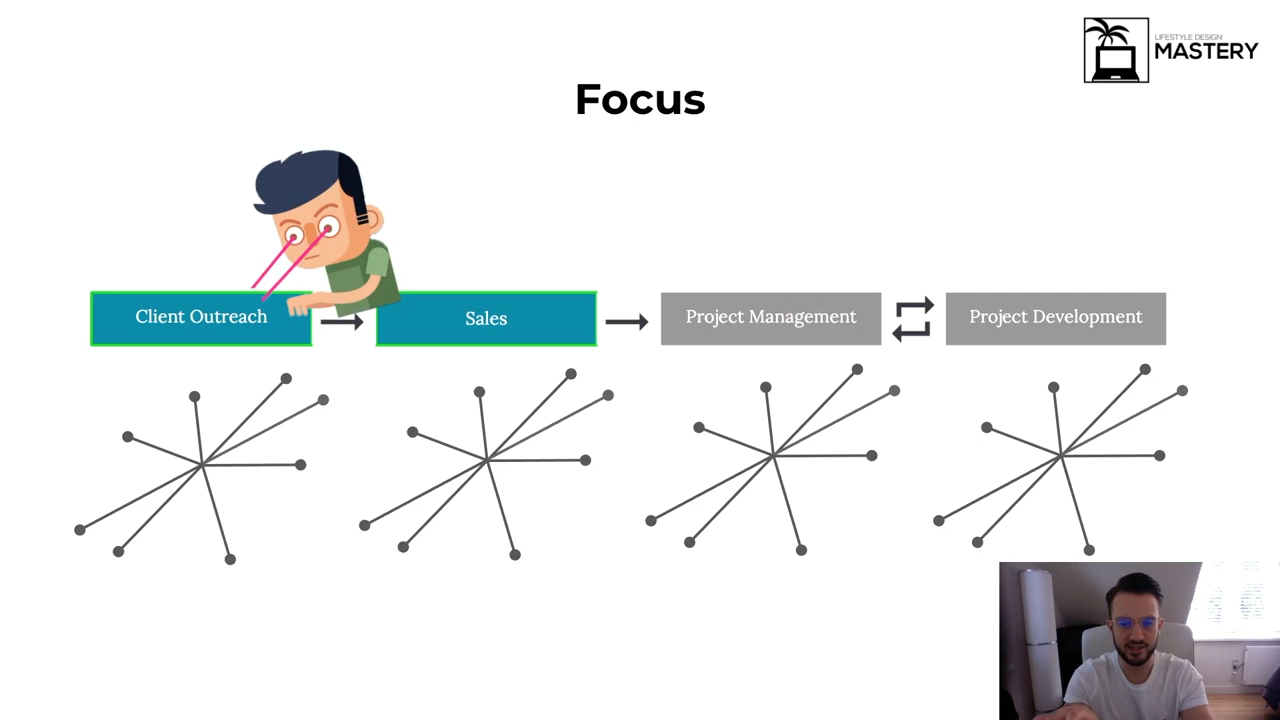 LIFESTYLE DESIGN
MASTERY
Focus
Client Outreach
Sales
Project Management
Project Development